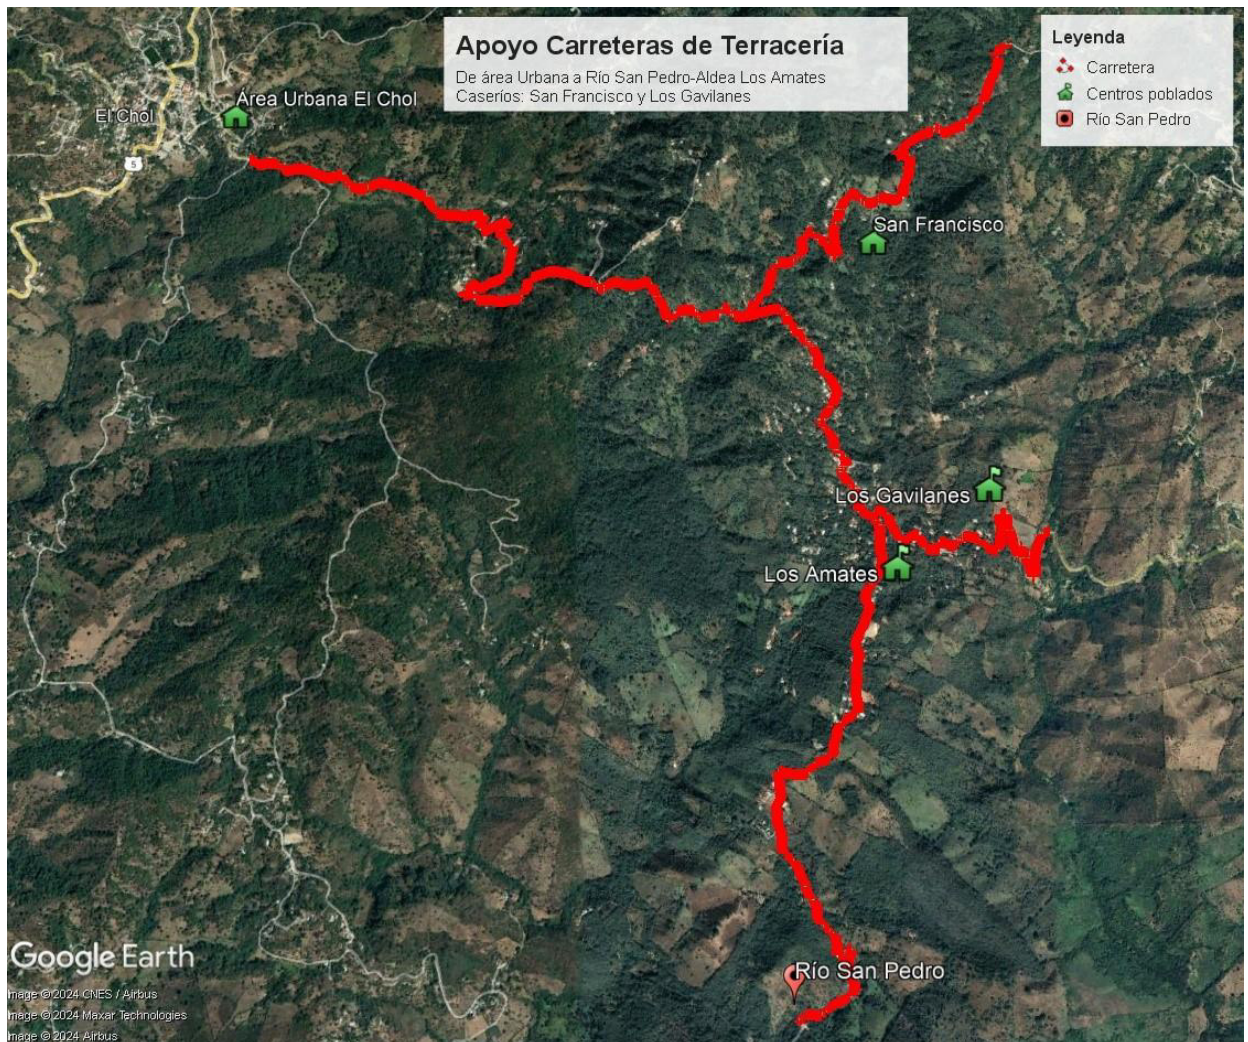 Apoyo Carreteras de Terracería
De área Urbana a Río San Pedro-Aldea Los Amates
Caseríos: San Francisco y Los Gavilanes
Leyenda
Carretera
Centros poblados
Río San Pedro
Área Urbana El Chol
El Chol
5
San Francisco
Los Gavilanes
Los Amates
Río San Pedro
Google Earth
Image © 2024 CNES / Airbus
Image © 2024 Maxar Technologies
Image © 2024 Airbus